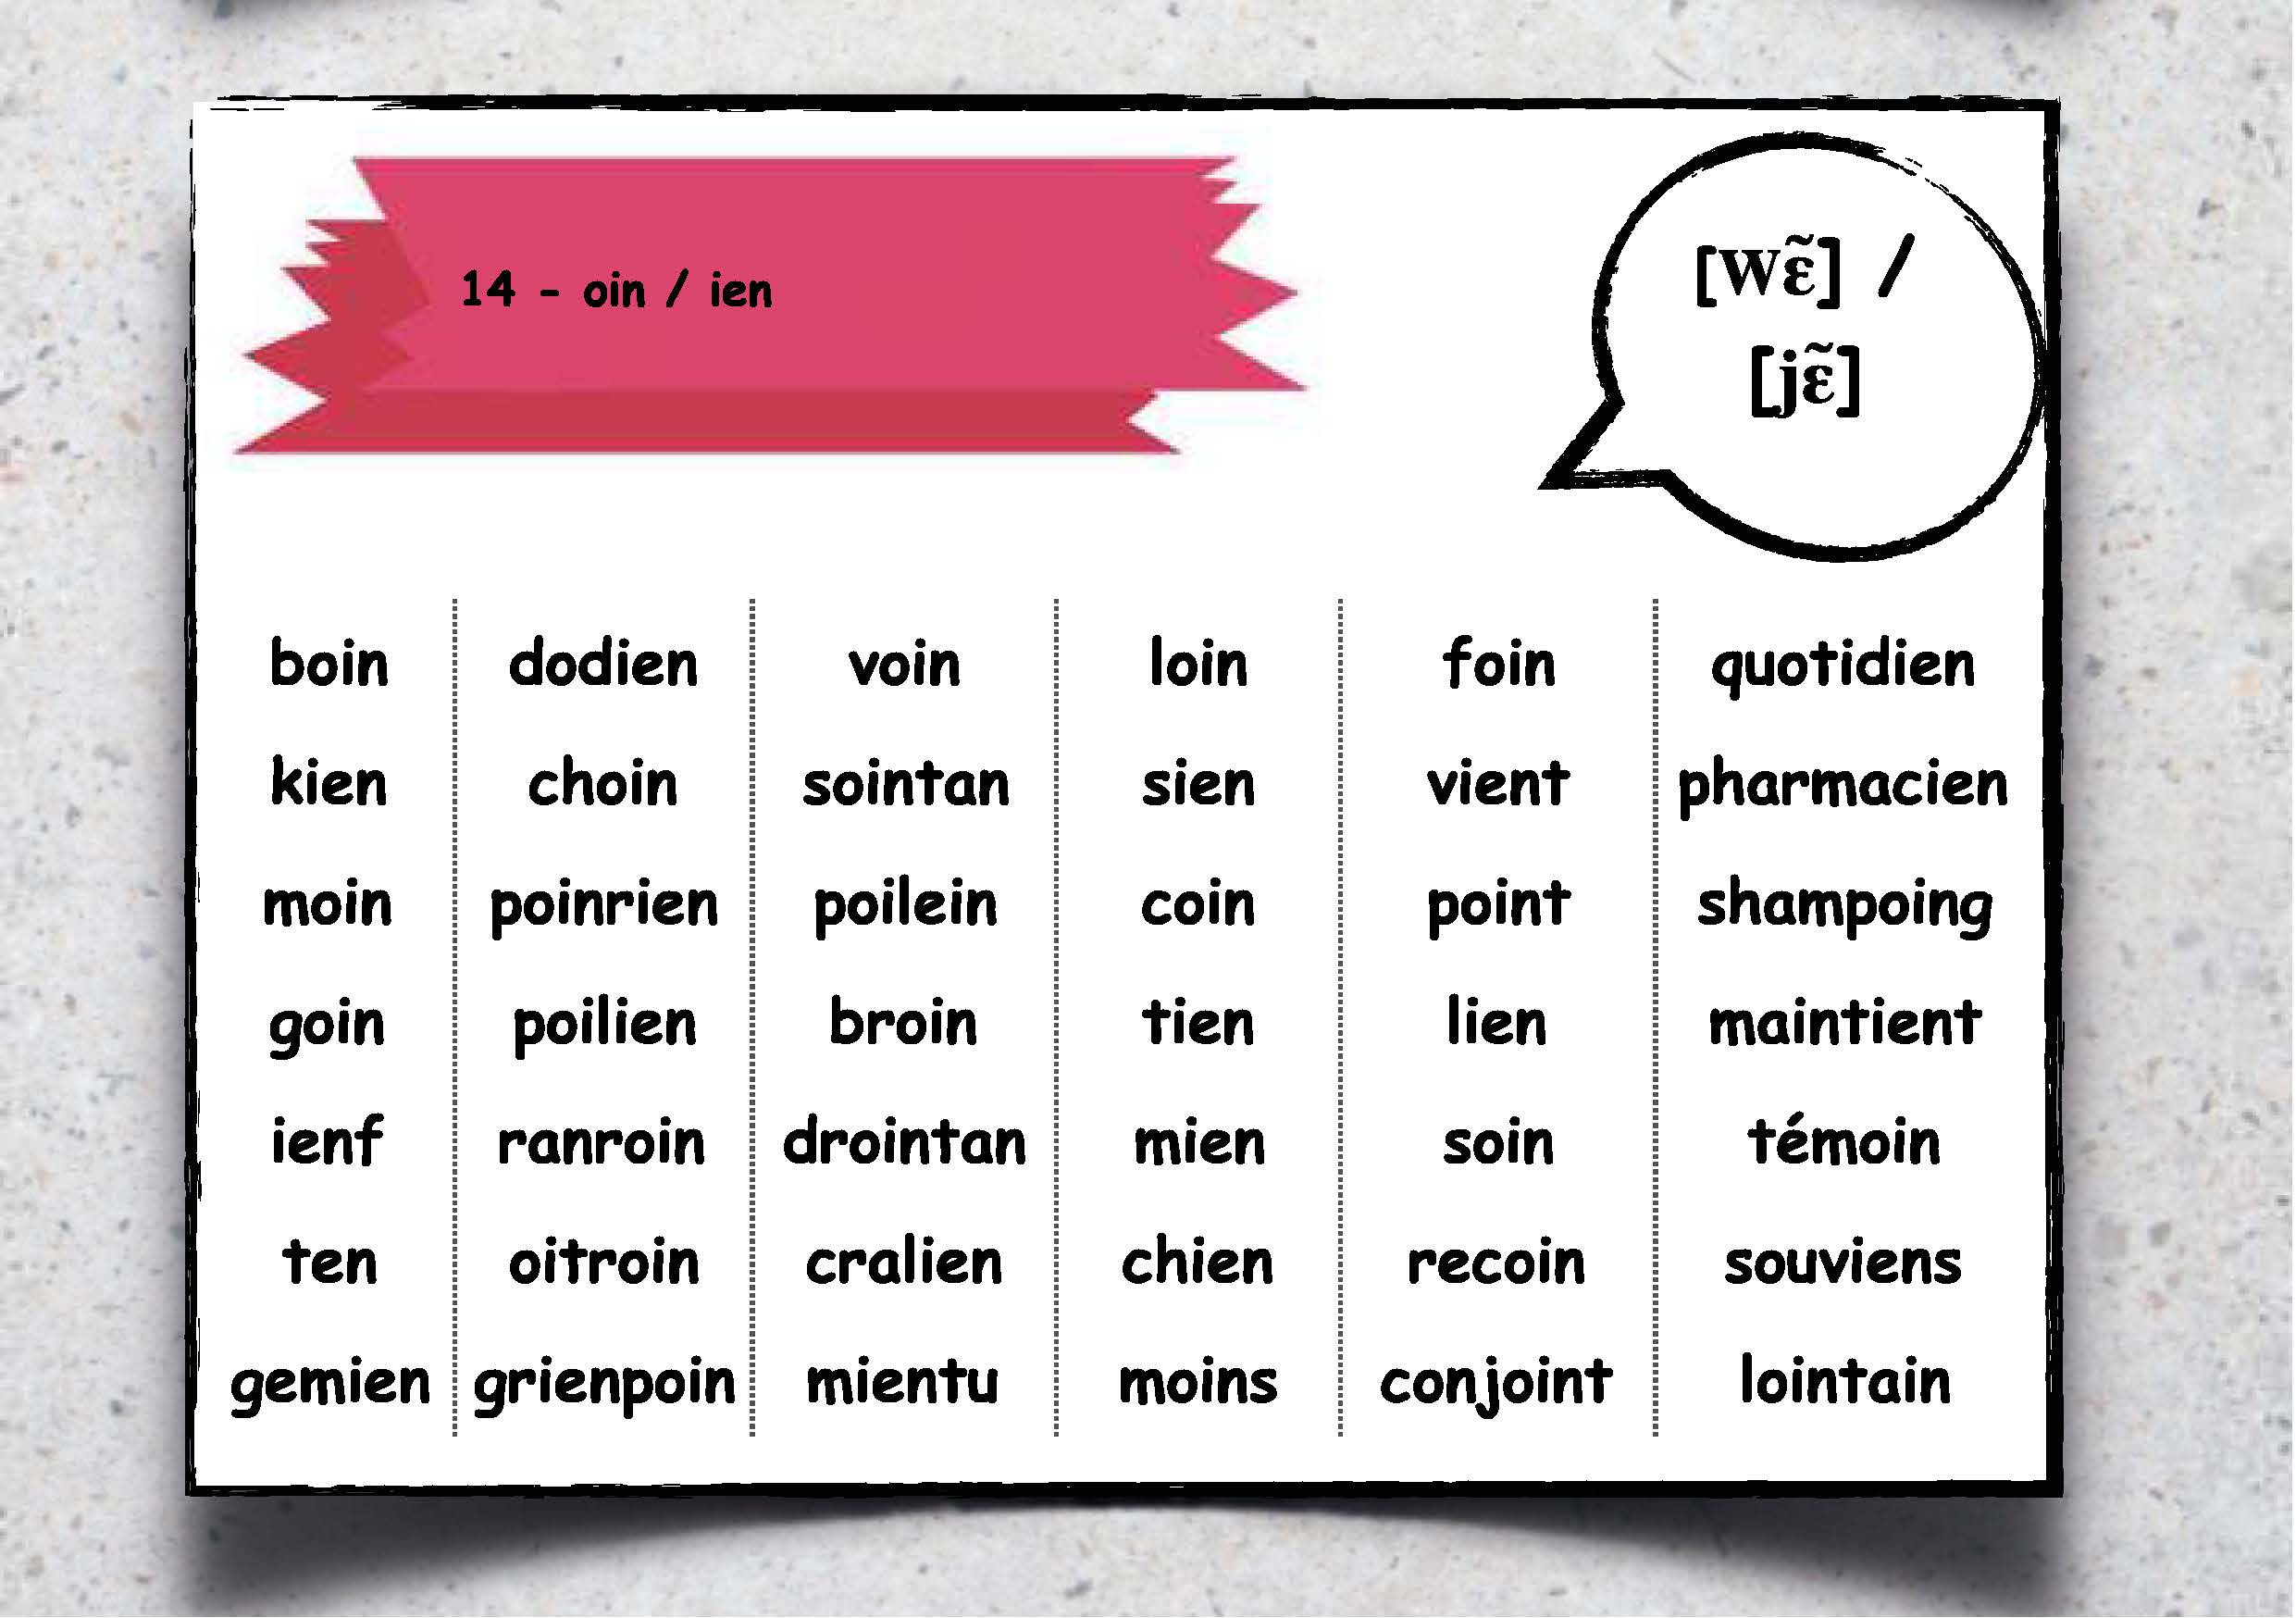 14 - oin / ien
[wɛ̃] /
[jɛ̃]
boin dodien voin loin foin quotidien
kien choin sointan sien vient pharmacien
moin poinrien poilein coin point shampoing
goin poilien broin tien lien maintient
ienf ranroin drointan mien soin témoin
ten oitroin cralien chien recoin souviens
gemien grienpoin mientu moins conjoint lointain